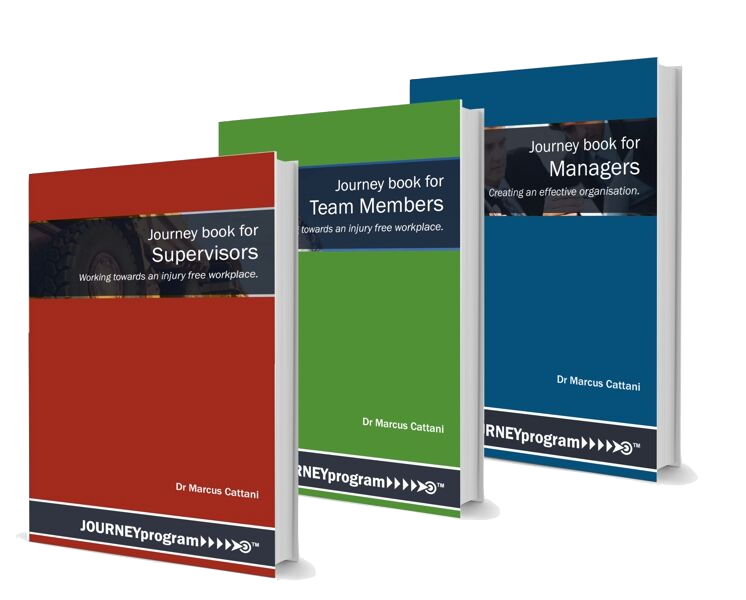 Journey book for
Supervisors
Working towards an injury free workplace.
Dr Marcus Cattani
JOURNEYprogram™
Journey book for
Team Members
towards an injury free workplace.
Dr Marcus Cattani
RNEYprogram™
Journey book for
Managers
Creating an effective organisation.
Dr Marcus Cattani
RNEYprogram™